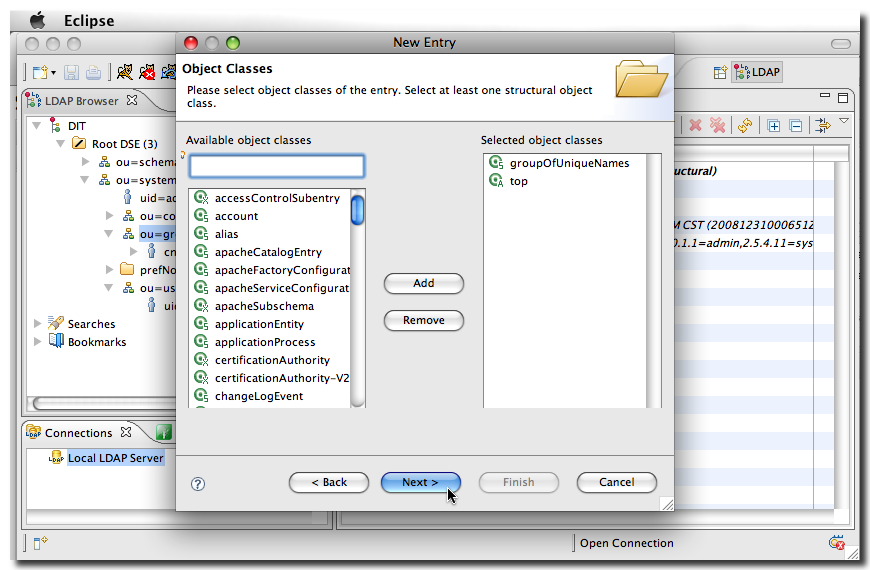 Eclipse
New Entry
Object Classes
Please select object classes of the entry. Select at least one structural object
class.
LDAP
LDAP Browser
DIT
Root DSE (3)
ou=schema
ou=system
uid=ad
ou=co
ou=gr
cn
prefNo
ou=us
uid
Searches
Bookmarks
Available object classes
accessControlSubentry
account
alias
apacheCatalogEntry
apacheFactoryConfigurat
apacheServiceConfigurat
apacheSubschema
applicationEntity
applicationProcess
certificationAuthority
certificationAuthority-V2
changeLogEvent
Add
Remove
Selected object classes
groupOfUniqueNames
top
uctural)
M CST (200812310006512
0.1.1=admin,2.5.4.11=sys
Connections
Local LDAP Server
< Back
Next >
Finish
Cancel
Open Connection